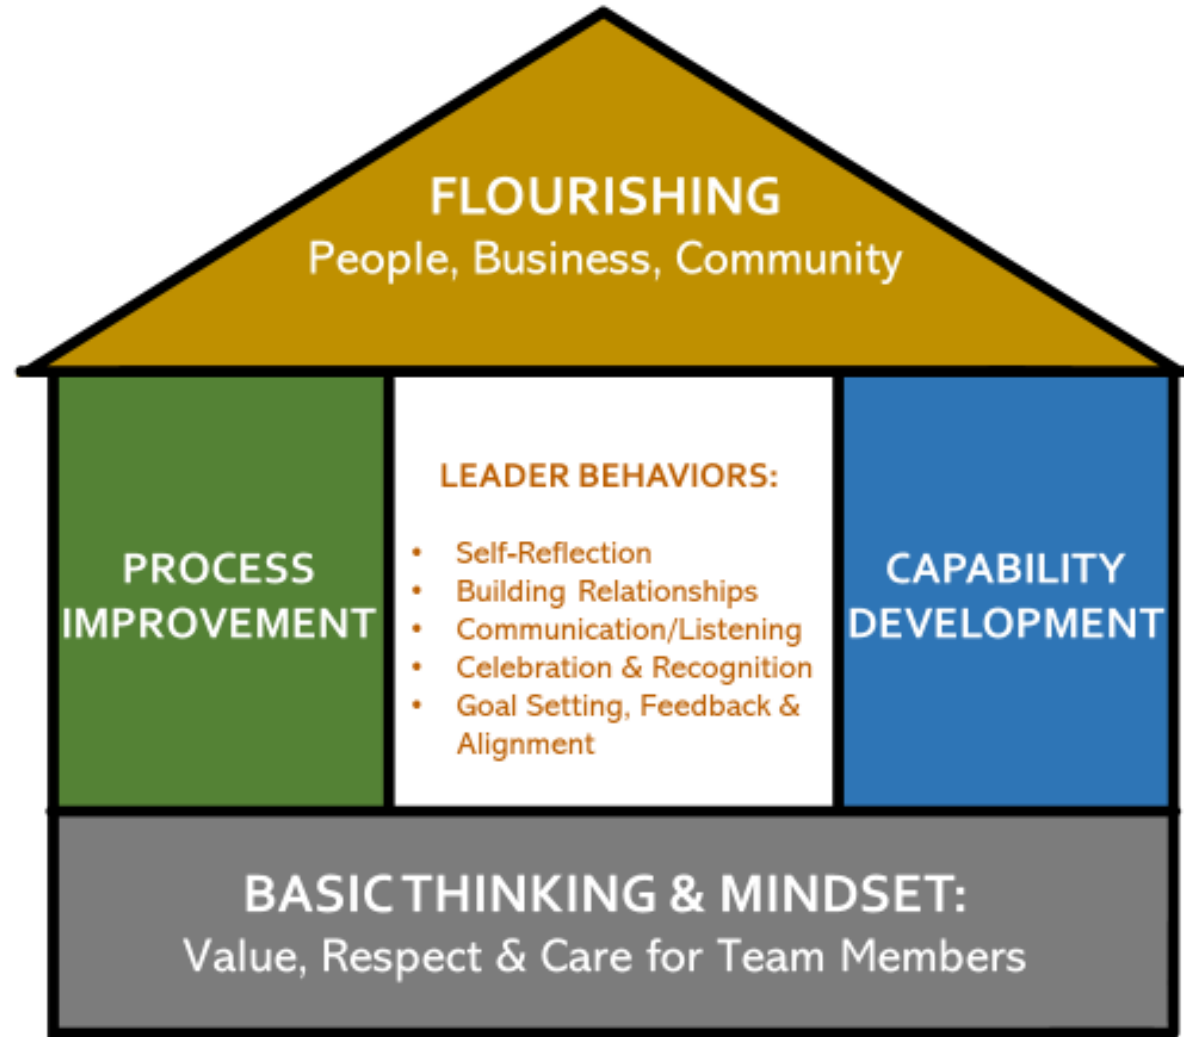 FLOURISHING
People, Business, Community
PROCESS
IMPROVEMENT
LEADER BEHAVIORS:
• Self-Reflection
• Building Relationships
• Communication/Listening
• Celebration & Recognition
• Goal Setting, Feedback &
Alignment
CAPABILITY
DEVELOPMENT
BASIC THINKING & MINDSET:
Value, Respect & Care for Team Members